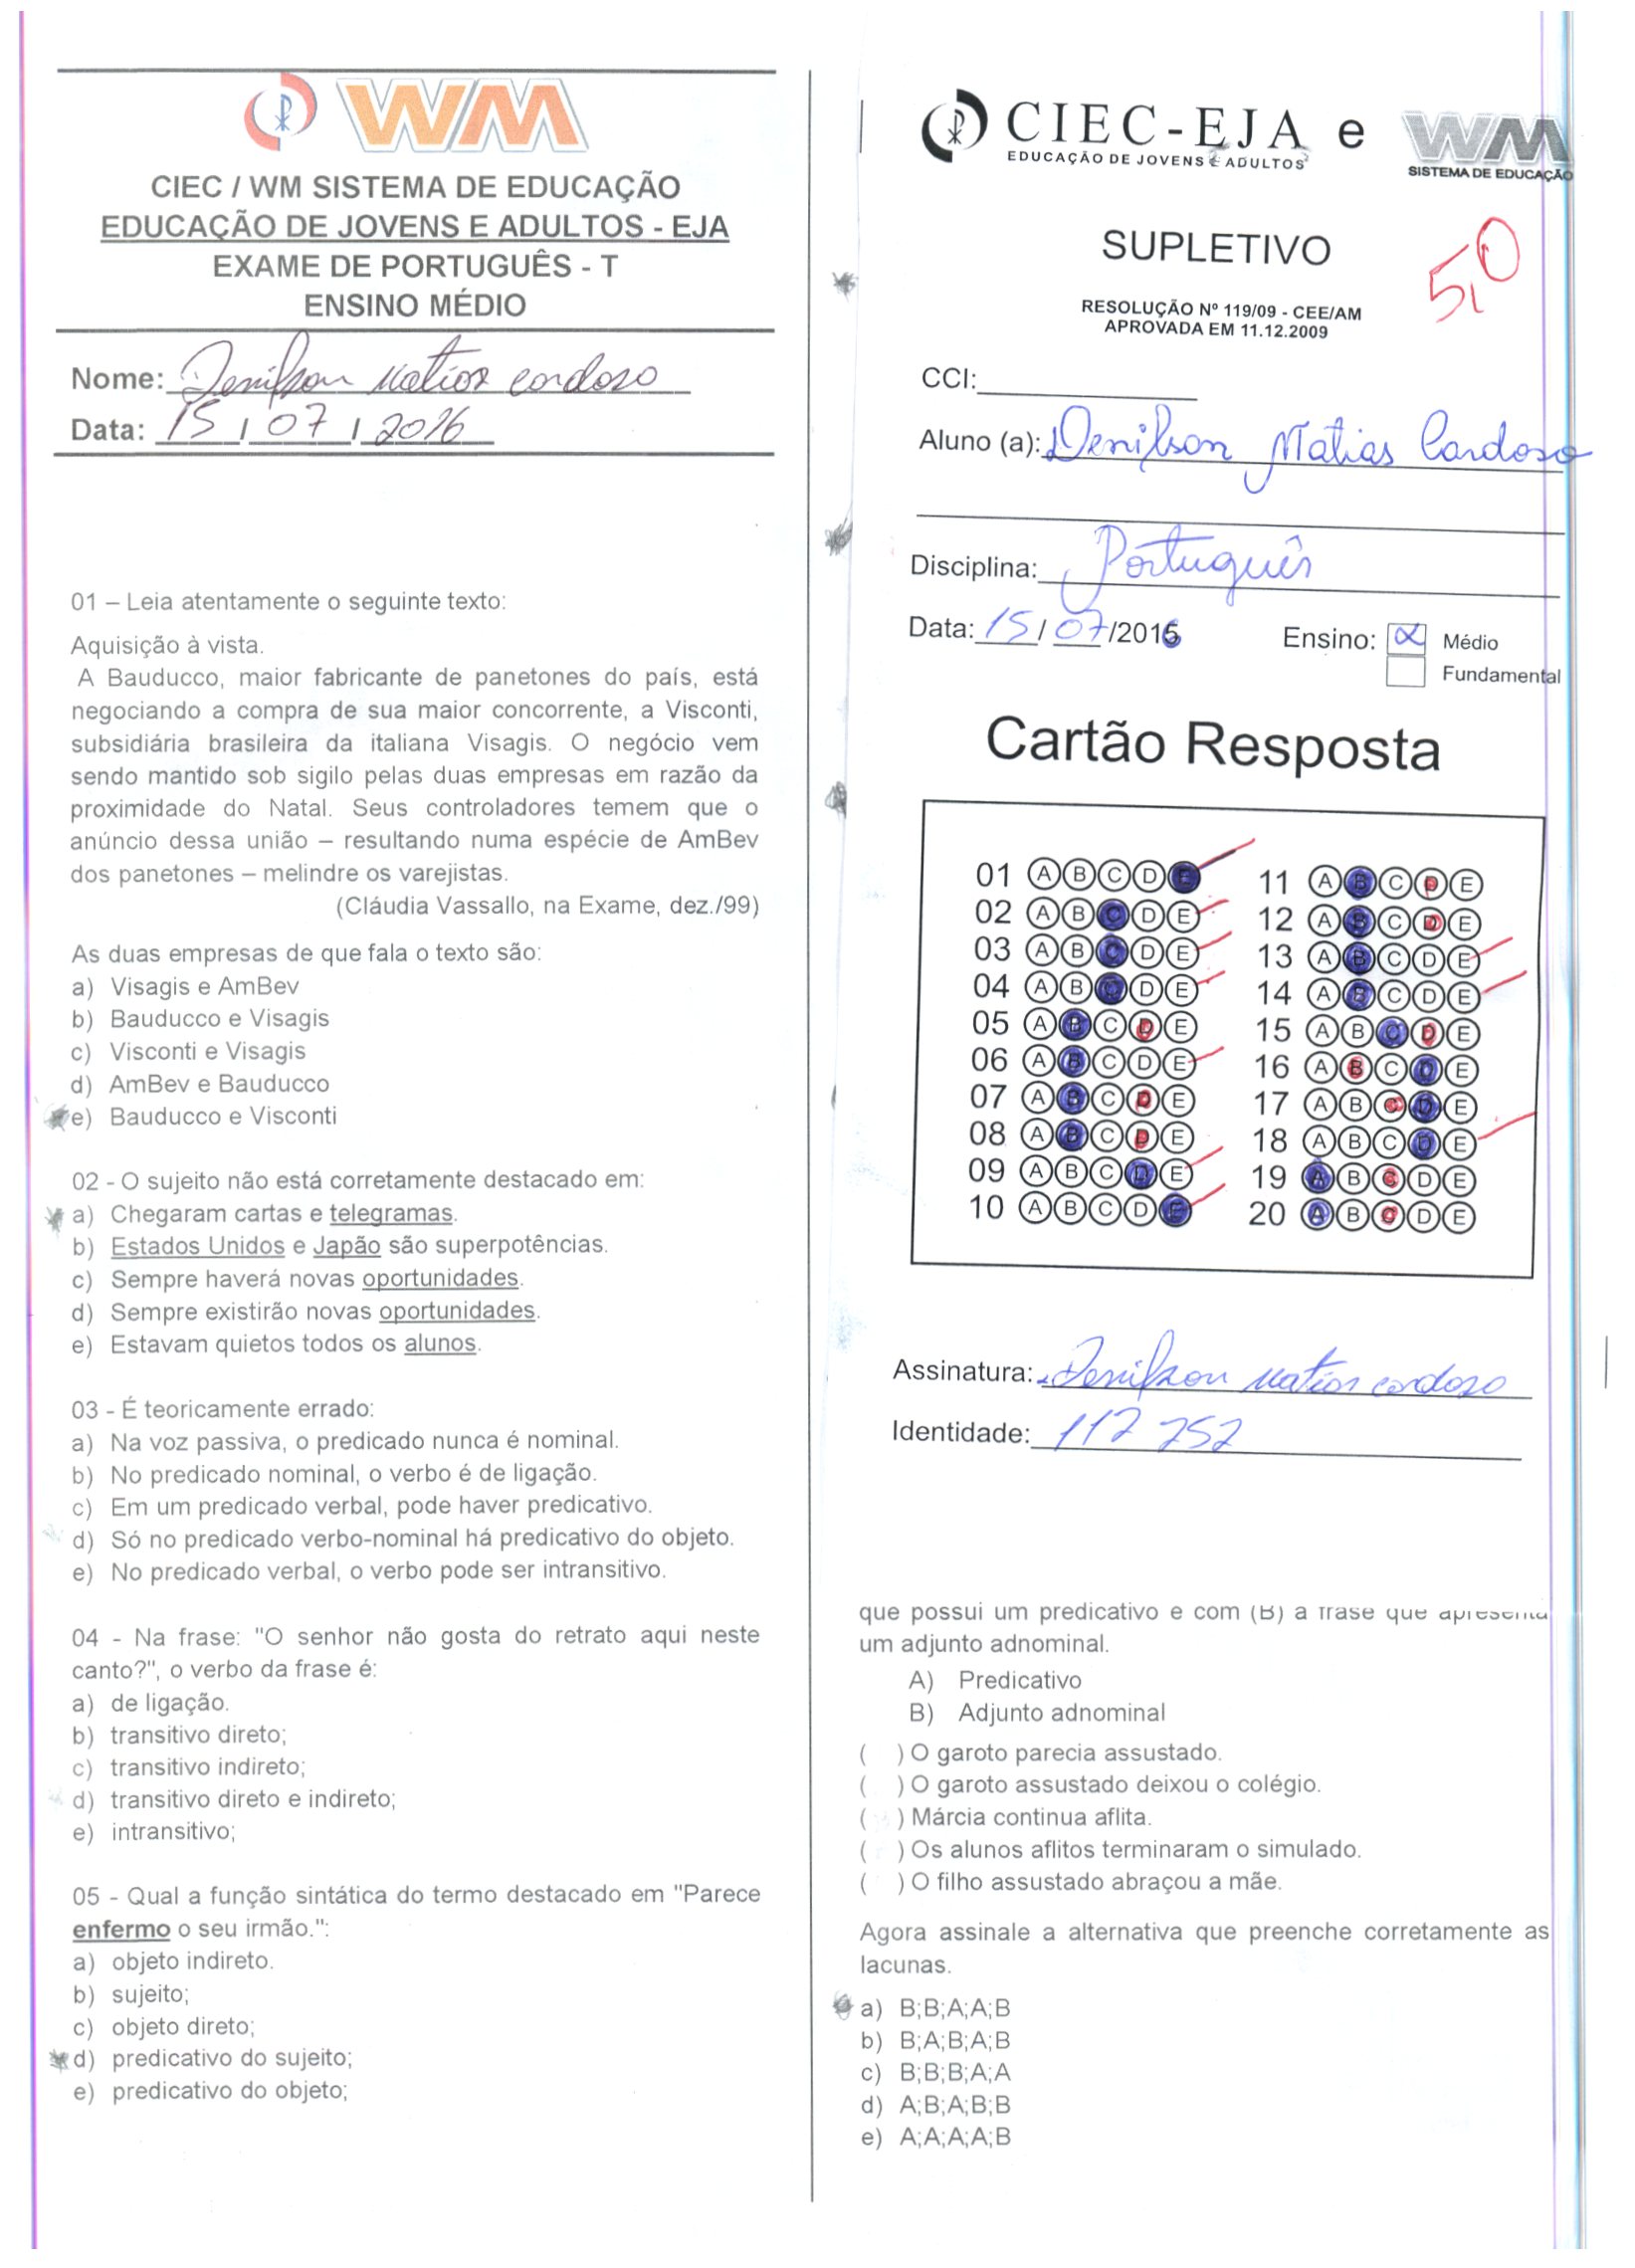 WM
CIEC / WM SISTEMA DE EDUCAÇÃO
EDUCAÇÃO DE JOVENS E ADULTOS - EJA
EXAME DE PORTUGUÊS - T
ENSINO MÉDIO
Nome: Denilson Matias Cardoso
Data: 15 / 07 / 2016
01 – Leia atentamente o seguinte texto:
Aquisição à vista.
A Bauducco, maior fabricante de panetones do país, está
negociando a compra de sua maior concorrente, a Visconti,
subsidiária brasileira da italiana Visagis. O negócio vem
sendo mantido sob sigilo pelas duas empresas em razão da
proximidade do Natal. Seus controladores temem que o
anúncio dessa união – resultando numa espécie de AmBev
dos panetones – melindre os varejistas.
(Cláudia Vassallo, na Exame, dez./99)
As duas empresas de que fala o texto são:
a) Visagis e AmBev
b) Bauducco e Visagis
c) Visconti e Visagis
d) AmBev e Bauducco
e) Bauducco e Visconti
02 - O sujeito não está corretamente destacado em:
a) Chegaram cartas e telegramas.
b) Estados Unidos e Japão são superpotências.
c) Sempre haverá novas oportunidades.
d) Sempre existirão novas oportunidades.
e) Estavam quietos todos os alunos.
03 - É teoricamente errado:
a) Na voz passiva, o predicado nunca é nominal.
b) No predicado nominal, o verbo é de ligação.
c) Em um predicado verbal, pode haver predicativo.
d) Só no predicado verbo-nominal há predicativo do objeto.
e) No predicado verbal, o verbo pode ser intransitivo.
04 - Na frase: "O senhor não gosta do retrato aqui neste
canto?", o verbo da frase é:
a) de ligação.
b) transitivo direto;
c) transitivo indireto;
d) transitivo direto e indireto;
e) intransitivo;
05 - Qual a função sintática do termo destacado em "Parece
enfermo o seu irmão.":
a) objeto indireto.
b) sujeito;
c) objeto direto;
d) predicativo do sujeito;
e) predicativo do objeto;
CIEC-EJA e WM
EDUCAÇÃO DE JOVENS E ADULTOS
SISTEMA DE EDUCAÇÃO
SUPLETIVO
5,0
RESOLUÇÃO Nº 119/09 - CEE/AM
APROVADA EM 11.12.2009
CCI:
Aluno (a): Denilson Matias Cardoso
Disciplina: Português
Data: 15 / 07 /2016 Ensino: Médio
Fundamental
Cartão Resposta
01 A B C D E 11 A B C D E
02 A B C D E 12 A B C D E
03 A B C D E 13 A B C D E
04 A B C D E 14 A B C D E
05 A B C D E 15 A B C D E
06 A B C D E 16 A B C D E
07 A B C D E 17 A B C D E
08 A B C D E 18 A B C D E
09 A B C D E 19 A B C D E
10 A B C D E 20 A B C D E
Assinatura: Denilson Matias Cardoso
Identidade: 112 752
que possui um predicativo e com (B) a frase que apresenta
um adjunto adnominal.
A) Predicativo
B) Adjunto adnominal
( ) O garoto parecia assustado.
( ) O garoto assustado deixou o colégio.
( ) Márcia continua aflita.
( ) Os alunos aflitos terminaram o simulado.
( ) O filho assustado abraçou a mãe.
Agora assinale a alternativa que preenche corretamente as
lacunas.
a) B;B;A;A;B
b) B;A;B;A;B
c) B;B;B;A;A
d) A;B;A;B;B
e) A;A;A;A;B